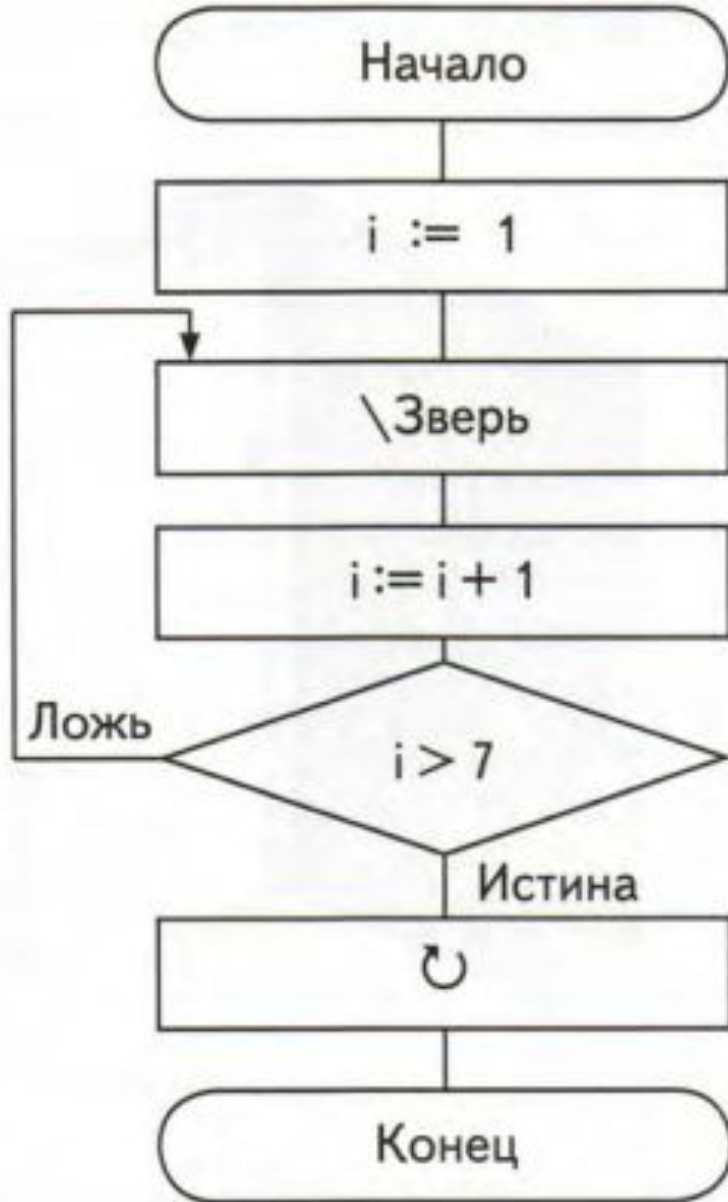 Начало
i := 1
\Зверь
i := i + 1
Ложь
i > 7
Истина
↻
Конец